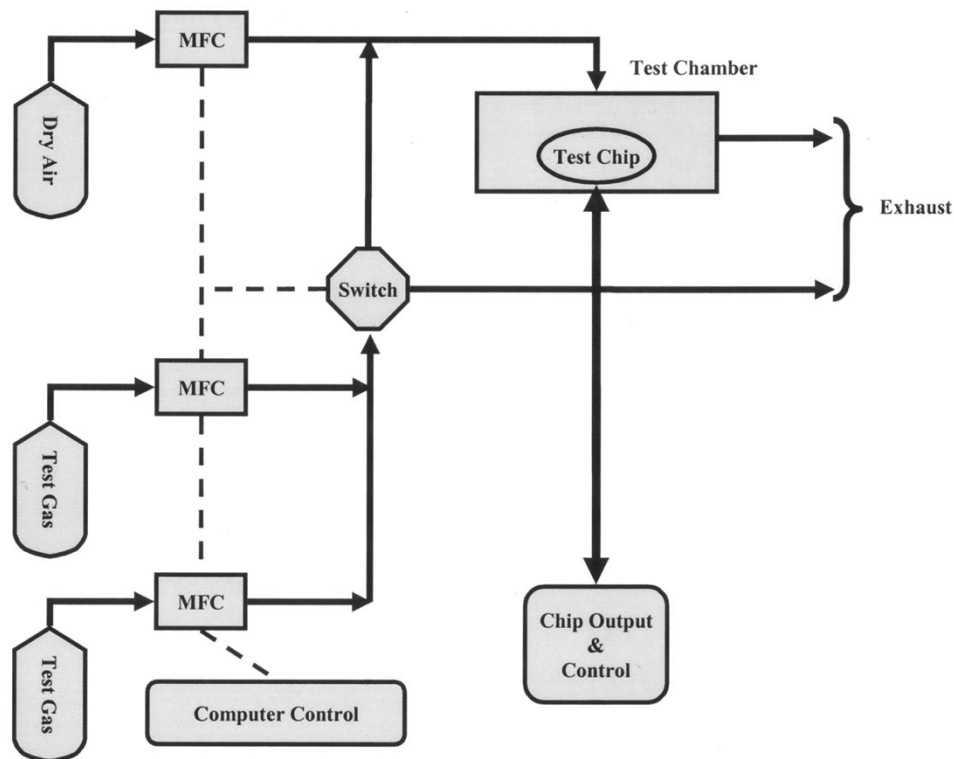 MFC
Test Chamber
Dry Air
Test Chip
Exhaust
Switch
MFC
Test Gas
MFC
Chip Output
&
Control
Test Gas
Computer Control